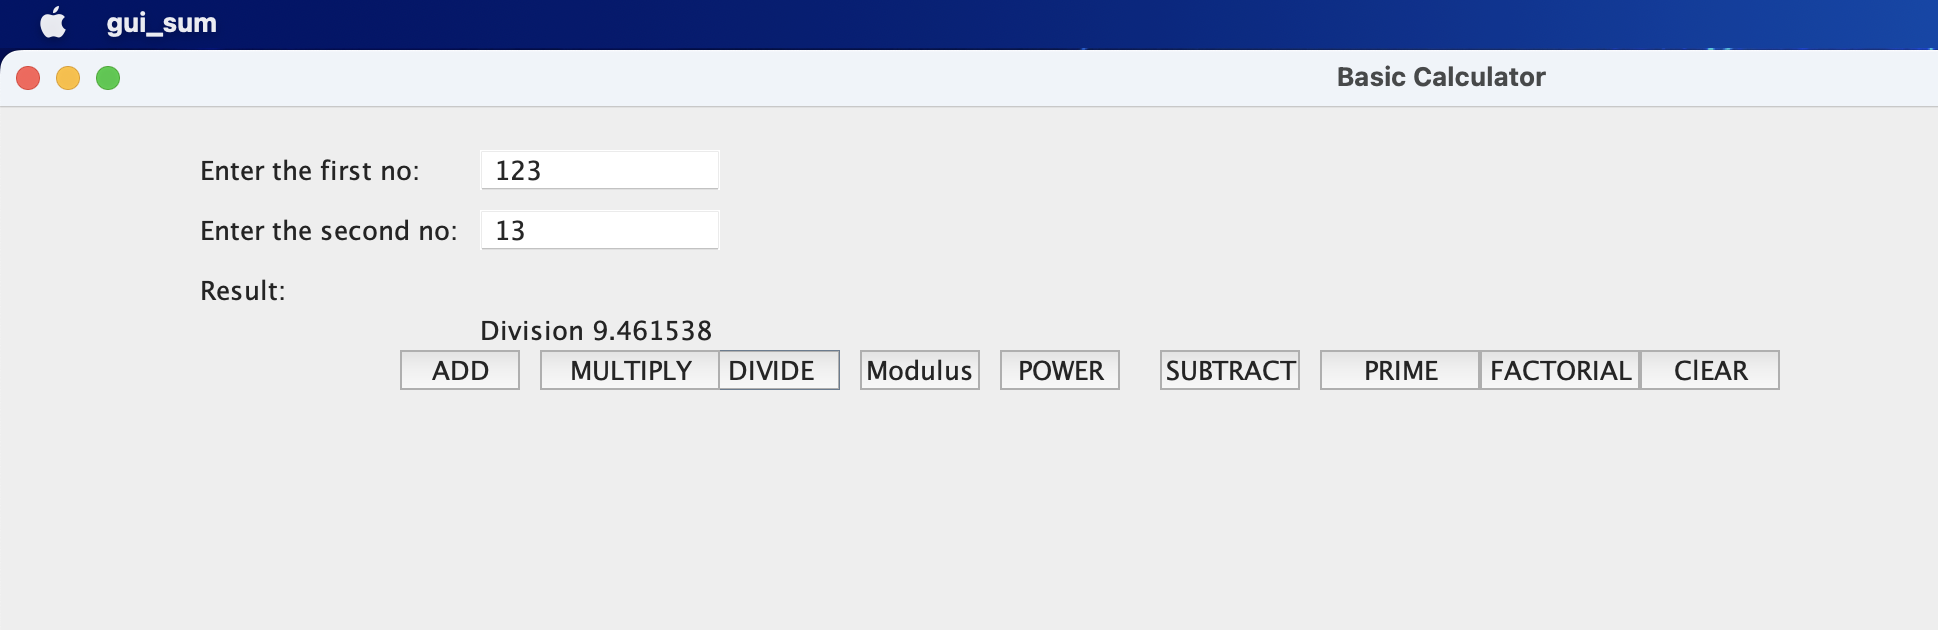 gui_sum
Basic Calculator
Enter the first no: 123
Enter the second no: 13
Result:
Division 9.461538
ADD MULTIPLY DIVIDE Modulus POWER SUBTRACT PRIME FACTORIAL ClEAR